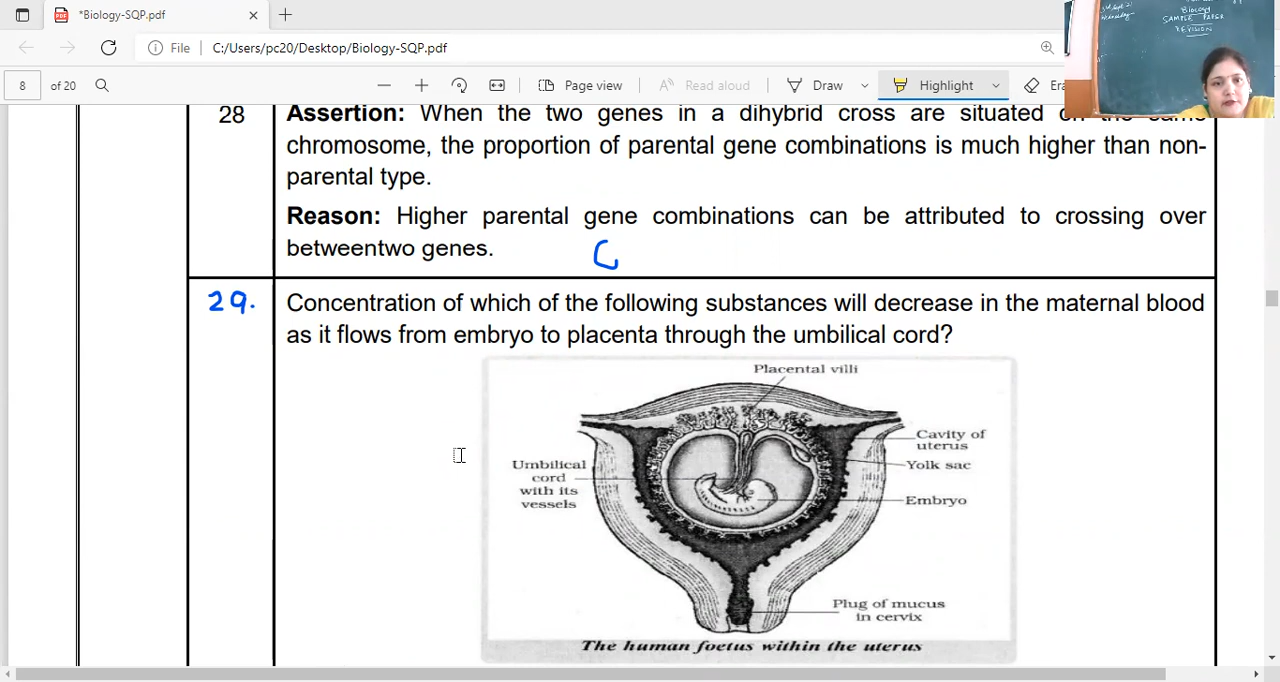 *Biology-SQP.pdf
File C:/Users/pc20/Desktop/Biology-SQP.pdf
8 of 20 Page view Read aloud Draw Highlight Era
Biology
SAMPLE PAPER
REVISION
28 Assertion: When the two genes in a dihybrid cross are situated on the same
chromosome, the proportion of parental gene combinations is much higher than non-
parental type.
Reason: Higher parental gene combinations can be attributed to crossing over
betweentwo genes.
C
29. Concentration of which of the following substances will decrease in the maternal blood
as it flows from embryo to placenta through the umbilical cord?
Placental villi
Cavity of
uterus
Yolk sac
Umbilical
cord
with its
vessels
Embryo
Plug of mucus
in cervix
The human foetus within the uterus